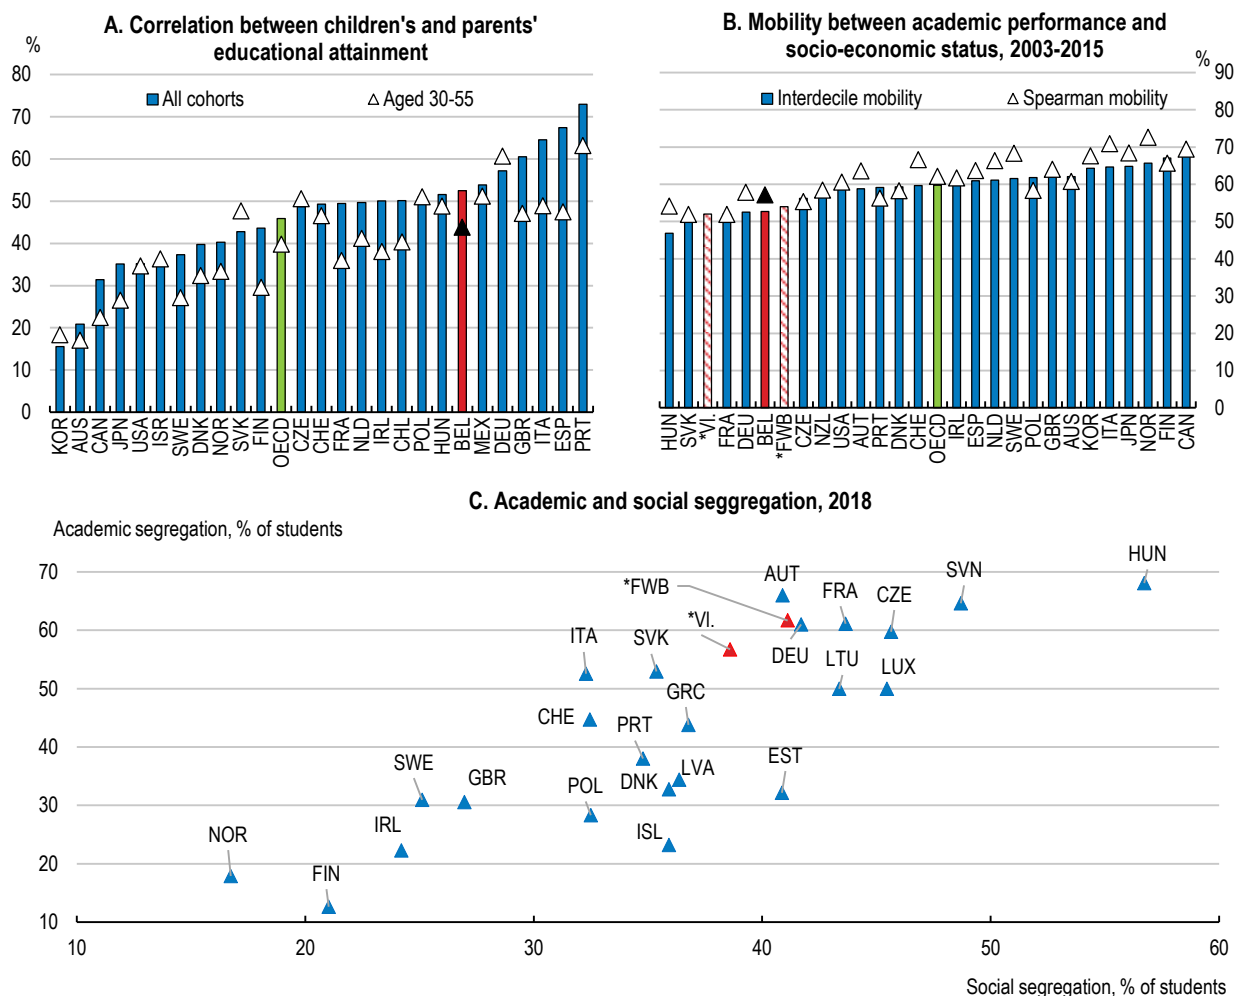 A. Correlation between children's and parents'
educational attainment
%
80
70
60
50
40
30
20
10
0
All cohorts
Aged 30-55
KOR
AUS
CAN
JPN
USA
ISR
SWE
DNK
NOR
SVK
FIN
OECD
CZE
CHE
FRA
NLD
IRL
CHL
POL
HUN
BEL
MEX
DEU
GBR
ITA
ESP
PRT
B. Mobility between academic performance and
socio-economic status, 2003-2015
%
90
80
70
60
50
40
30
20
10
0
Interdecile mobility
Spearman mobility
HUN
SVK
*Vl.
FRA
DEU
BEL
*FWB
CZE
NZL
USA
AUT
PRT
DNK
CHE
OECD
IRL
ESP
NLD
SWE
POL
GBR
AUS
KOR
ITA
JPN
NOR
FIN
CAN
C. Academic and social seggregation, 2018
Academic segregation, % of students
70
60
50
40
30
20
10
HUN
SVN
AUT
*FWB
FRA
CZE
*Vl.
ITA
SVK
DEU
LTU
LUX
GRC
CHE
PRT
SWE
GBR
POL
DNK
LVA
EST
NOR
IRL
ISL
FIN
10
20
30
40
50
60
Social segregation, % of students